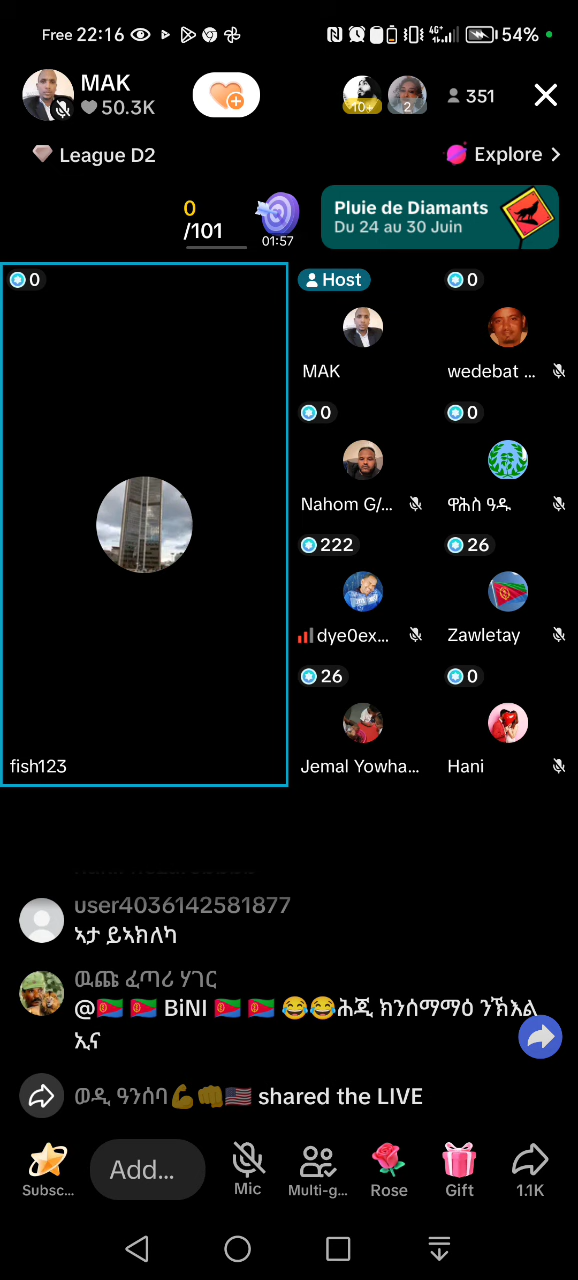 Free 22:16
4G+
54%
MAK
50.3K
10+
2
351
League D2
Explore
0
/101
01:57
Pluie de Diamants
Du 24 au 30 Juin
0
Host
0
MAK
wedebat ...
0
0
Nahom G/...
ዋሕስ ዓዱ
222
26
dye0ex...
Zawletay
26
0
fish123
Jemal Yowha...
Hani
user4036142581877
ኣታ ይኣክለካ
ዉጩ ፈጣሪ ሃገር
@🇪🇷 🇪🇷 BiNI 🇪🇷 🇪🇷 😂😂ሕጂ ክንሰማማዕ ንኽእል
ኢና
ወዲ ዓንሰባ💪👊🇺🇸 shared the LIVE
Add...
Subsc...
Mic
Multi-g...
Rose
Gift
1.1K